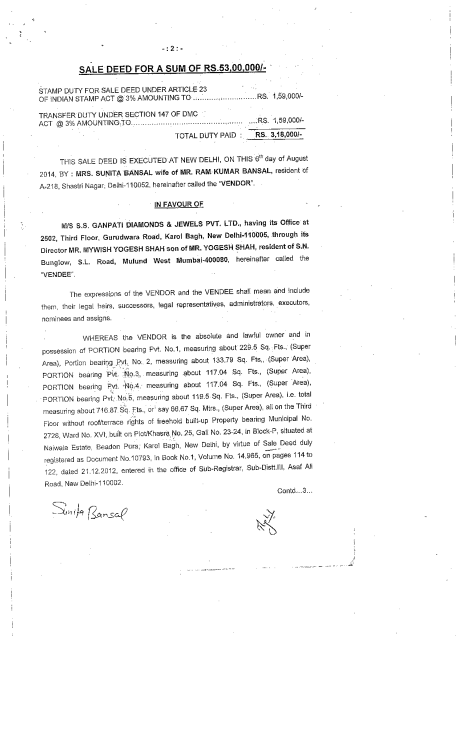 - : 2 : -
SALE DEED FOR A SUM OF RS.53,00,000/-
STAMP DUTY FOR SALE DEED UNDER ARTICLE 23
OF INDIAN STAMP ACT @ 3% AMOUNTING TO ............................RS. 1,59,000/-
TRANSFER DUTY UNDER SECTION 147 OF DMC
ACT @ 3% AMOUNTING.TO................................................ ....RS. 1,59,000/-
TOTAL DUTY PAID : RS. 3,18,000/-
THIS SALE DEED IS EXECUTED AT NEW DELHI, ON THIS 6th day of August
2014, BY : MRS. SUNITA BANSAL wife of MR. RAM KUMAR BANSAL, resident of
A-218, Shastri Nagar, Delhi-110052, hereinafter called the "VENDOR".
IN FAVOUR OF
M/S S.S. GANPATI DIAMONDS & JEWELS PVT. LTD., having its Office at
2502, Third Floor, Gurudwara Road, Karol Bagh, New Delhi-110005, through its
Director MR. MYWISH YOGESH SHAH son of MR. YOGESH SHAH, resident of S.N.
Bunglow, S.L. Road, Mulund West Mumbai-400080, hereinafter called the
"VENDEE".
The expressions of the VENDOR and the VENDEE shall mean and include
them, their legal heirs, successors, legal representatives, administrators, executors,
nominees and assigns.
WHEREAS the VENDOR is the absolute and lawful owner and in
possession of PORTION bearing Pvt. No.1, measuring about 229.5 Sq. Fts., (Super
Area), Portion bearing Pvt. No. 2, measuring about 133.79 Sq. Fts., (Super Area),
PORTION bearing Pvt. No.3, measuring about 117.04 Sq. Fts., (Super Area),
PORTION bearing Pvt. No.4, measuring about 117.04 Sq. Fts., (Super Area),
PORTION bearing Pvt. No.5, measuring about 119.5 Sq. Fts., (Super Area), i.e. total
measuring about 716.87 Sq. Fts., or say 66.67 Sq. Mtrs., (Super Area), all on the Third
Floor without roof/terrace rights of freehold built-up Property bearing Municipal No.
2728, Ward No. XVI, built on Plot/Khasra No. 25, Gali No. 23-24, in Block-P, situated at
Naiwala Estate, Beadon Pura, Karol Bagh, New Delhi, by virtue of Sale Deed duly
registered as Document No.10793, in Book No.1, Volume No. 14,965, on pages 114 to
122, dated 21.12.2012, entered in the office of Sub-Registrar, Sub-Distt.III, Asaf Ali
Road, New Delhi-110002.
Contd...3...
Sunita Bansal